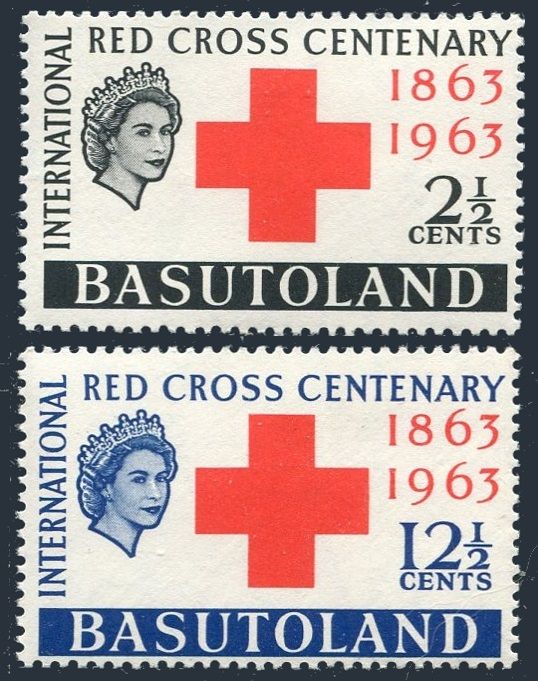 INTERNATIONAL
RED CROSS CENTENARY
1863
1963
2½
CENTS
BASUTOLAND
INTERNATIONAL
RED CROSS CENTENARY
1863
1963
12½
CENTS
BASUTOLAND